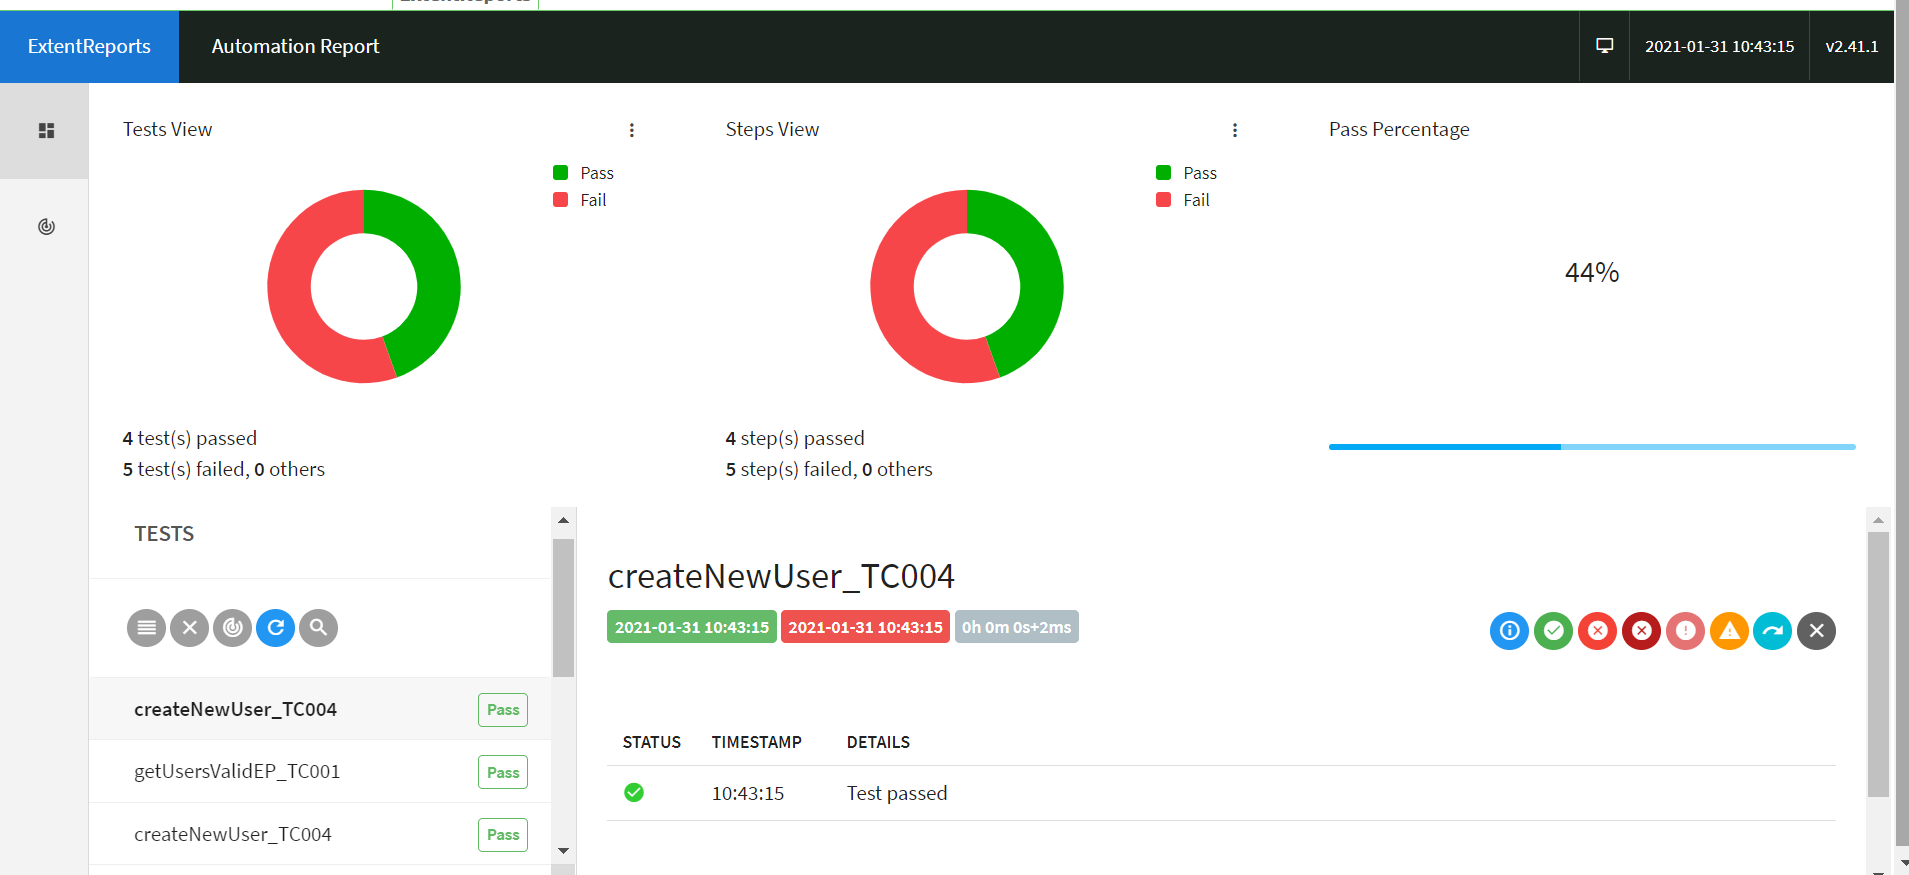 ExtentReports
Automation Report
2021-01-31 10:43:15
v2.41.1
Tests View
Pass
Fail
4 test(s) passed
5 test(s) failed, 0 others
Steps View
Pass
Fail
4 step(s) passed
5 step(s) failed, 0 others
Pass Percentage
44%
TESTS
createNewUser_TC004 Pass
getUsersValidEP_TC001 Pass
createNewUser_TC004 Pass
createNewUser_TC004
2021-01-31 10:43:15 2021-01-31 10:43:15 0h 0m 0s+2ms
STATUS TIMESTAMP DETAILS
10:43:15 Test passed